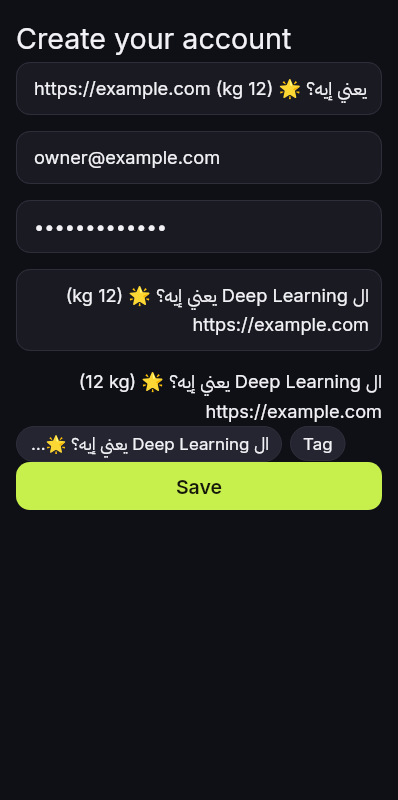 Create your account
يعني إيه؟ 🌟 (12 kg) https://example.com
owner@example.com
•••••••••••••
ال Deep Learning يعني إيه؟ 🌟 (12 kg)
https://example.com
ال Deep Learning يعني إيه؟ 🌟 (12 kg)
https://example.com
ال Deep Learning يعني إيه؟ 🌟...
Tag
Save